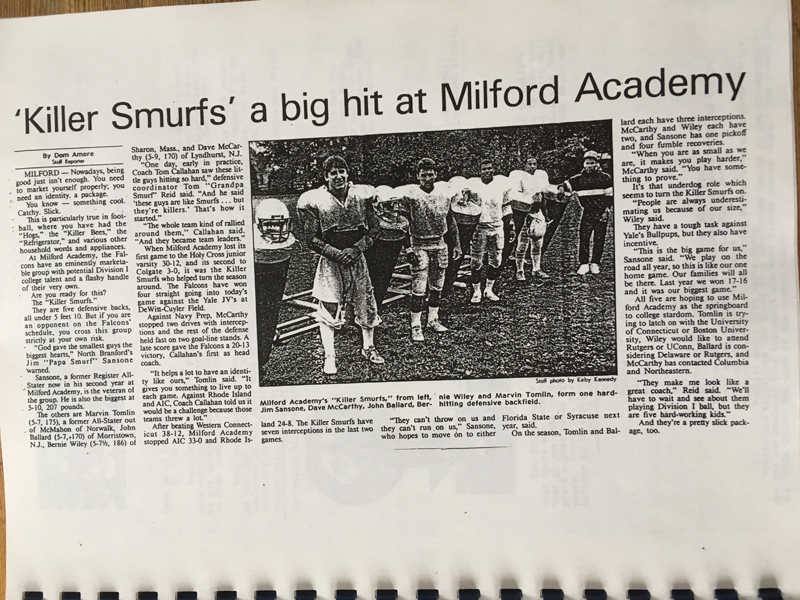 'Killer Smurfs' a big hit at Milford Academy
By Dom Amore
Staff Reporter
MILFORD — Nowadays, being
good just isn't enough. You need
to market yourself properly; you
need an identity, a package.
You know — something cool.
Catchy. Slick.
This is particularly true in foot-
ball, where you have had the
"Hogs," the "Killer Bees," the
"Refrigerator," and various other
household words and appliances.
At Milford Academy, the Fal-
cons have an eminently marketa-
ble group with potential Division I
college talent and a flashy handle
of their very own.
Are you ready for this?
The "Killer Smurfs."
They are five defensive backs,
all under 5 feet 10. But if you are
an opponent on the Falcons'
schedule, you cross this group
strictly at your own risk.
"God gave the smallest guys the
biggest hearts," North Branford's
Jim "Papa Smurf" Sansone
warned.
Sansone, a former Register All-
Stater now in his second year at
Milford Academy, is the veteran of
the group. He is also the biggest at
5-10, 207 pounds.
The others are Marvin Tomlin
(5-7, 175), a former All-Stater out
of McMahon of Norwalk, John
Ballard (5-7, 170) of Morristown,
N.J., Bernie Wiley (5-7½, 186) of
Sharon, Mass., and Dave McCar-
thy (5-9, 170) of Lyndhurst, N.J.
"One day, early in practice,
Coach Tom Callahan saw these lit-
tle guys hitting so hard," defensive
coordinator Tom "Grandpa
Smurf" Reid said. "And he said
'these guys are like Smurfs . . . but
they're killers.' That's how it
started."
"The whole team kind of rallied
around them," Callahan said.
"And they became team leaders."
When Milford Academy lost its
first game to the Holy Cross junior
varsity 30-12, and its second to
Colgate 3-0, it was the Killer
Smurfs who helped turn the season
around. The Falcons have won
four straight going into today's
game against the Yale JV's at
DeWitt-Cuyler Field.
Against Navy Prep, McCarthy
stopped two drives with intercep-
tions and the rest of the defense
held fast on two goal-line stands. A
late score gave the Falcons a 20-13
victory, Callahan's first as head
coach.
"It helps to have an identi-
ty like ours," Tomlin said. "It
gives you something to live up to
each game. Against Rhode Island
and AIC, Coach Callahan told us it
would be a challenge because those
teams threw a lot."
After beating Western Connect-
icut 38-12, Milford Academy
stopped AIC 33-0 and Rhode Is-
Staff photo by Kirby Kennedy
Milford Academy's "Killer Smurfs," from left,
Jim Sansone, Dave McCarthy, John Ballard, Ber-
nie Wiley and Marvin Tomlin, form one hard-
hitting defensive backfield.
land 24-8. The Killer Smurfs have
seven interceptions in the last two
games.
"They can't throw on us and
they can't run on us," Sansone,
who hopes to move on to either
Florida State or Syracuse next
year, said.
On the season, Tomlin and Bal-
lard each have three interceptions.
McCarthy and Wiley each have
two, and Sansone has one pickoff
and four fumble recoveries.
"When you are as small as we
are, it makes you play harder,"
McCarthy said. "You have some-
thing to prove."
It's that underdog role which
seems to turn the Killer Smurfs on.
"People are always underesti-
mating us because of our size,"
Wiley said.
They have a tough task against
Yale's Bullpups, but they also have
incentive.
"This is the big game for us,"
Sansone said. "We play on the
road all year, so this is like our one
home game. Our families will all
be there. Last year we won 17-16
and it was our biggest game."
All five are hoping to use Mil-
ford Academy as the springboard
to college stardom. Tomlin is try-
ing to latch on with the University
of Connecticut or Boston Univer-
sity, Wiley would like to attend
Rutgers or UConn, Ballard is con-
sidering Delaware or Rutgers, and
McCarthy has contacted Columbia
and Northeastern.
"They make me look like a
great coach," Reid said. "We'll
have to wait and see about them
playing Division I ball, but they
are five hard-working kids."
And they're a pretty slick pack-
age, too.